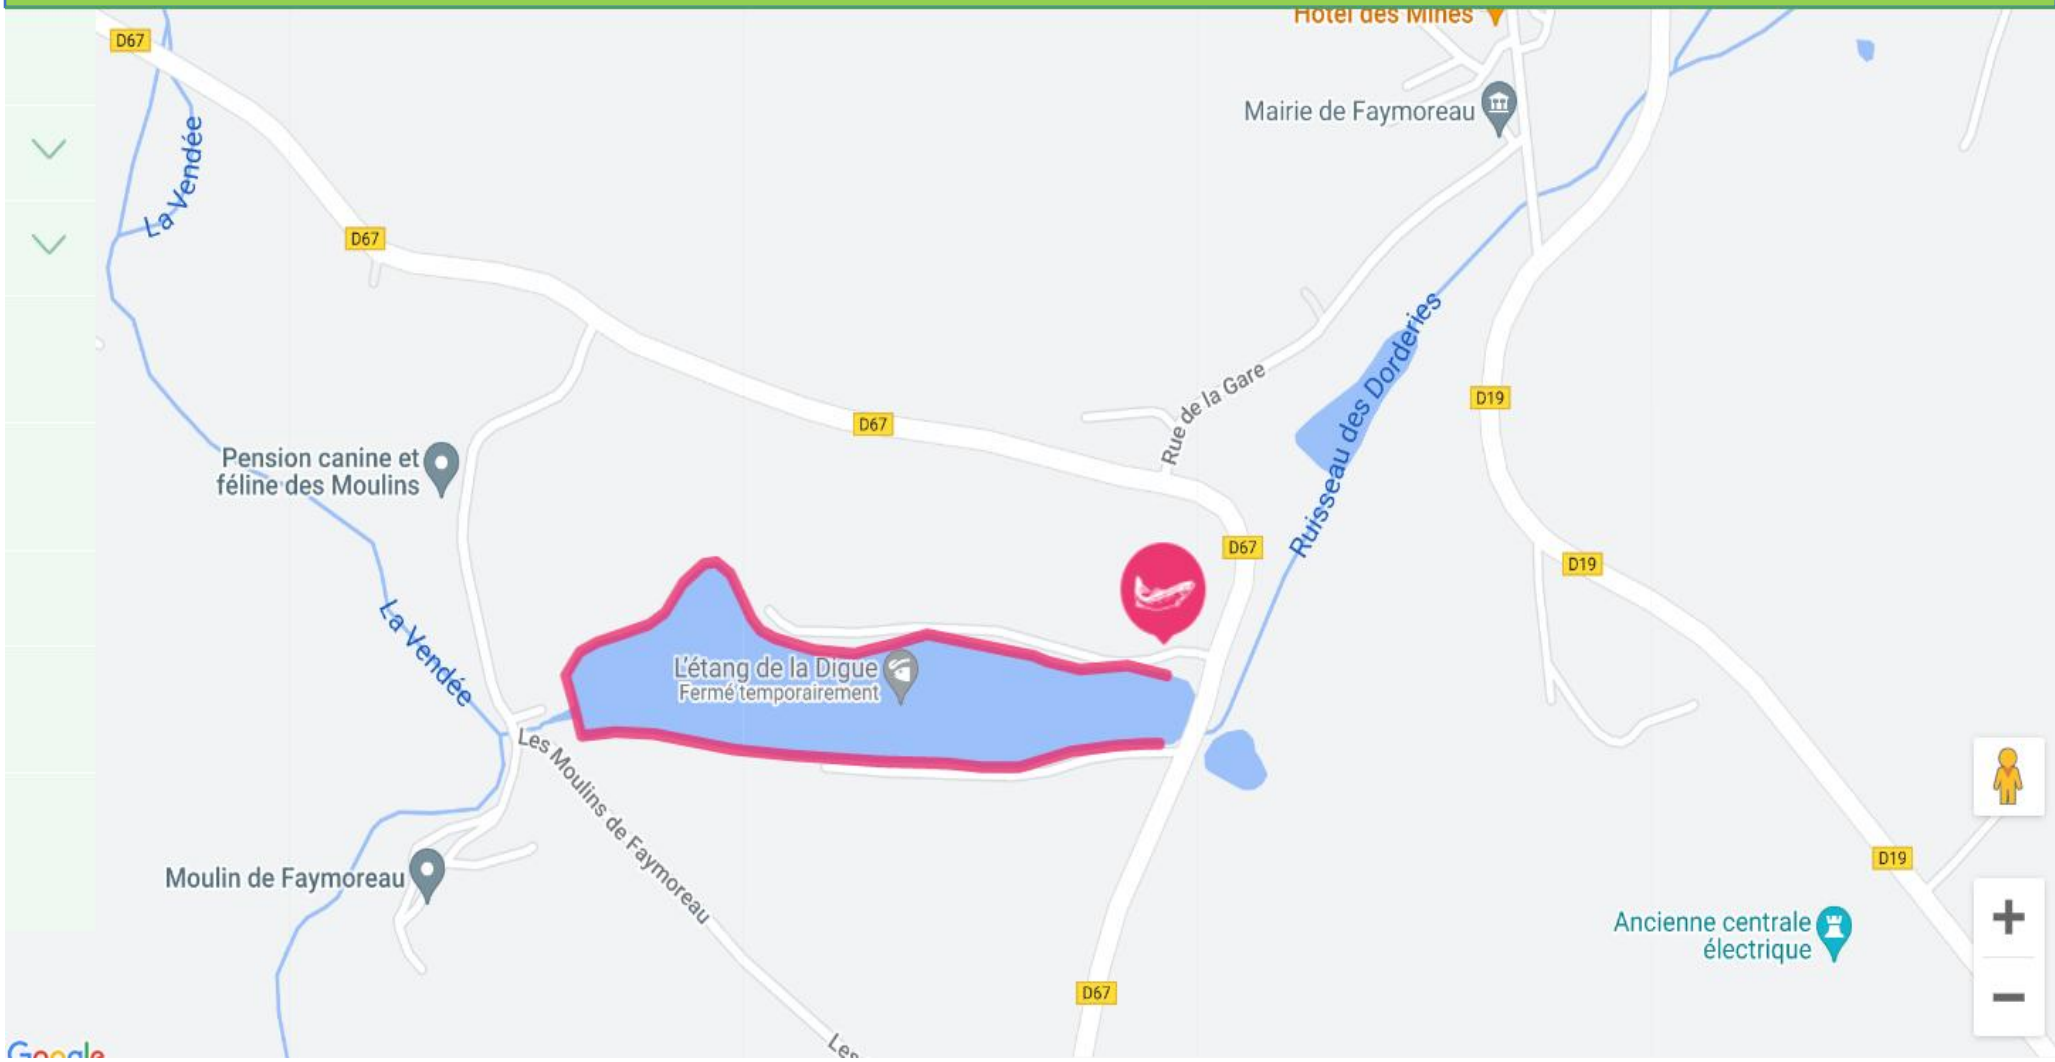 Hôtel des Mines
D67
Mairie de Faymoreau
La Vendée
D67
Ruisseau des Dorderies
Rue de la Gare
D19
D67
Pension canine et
féline des Moulins
D67
D19
La Vendée
L'étang de la Digue
Fermé temporairement
Les Moulins de Faymoreau
D19
Moulin de Faymoreau
Ancienne centrale
électrique
D67
Les
Google